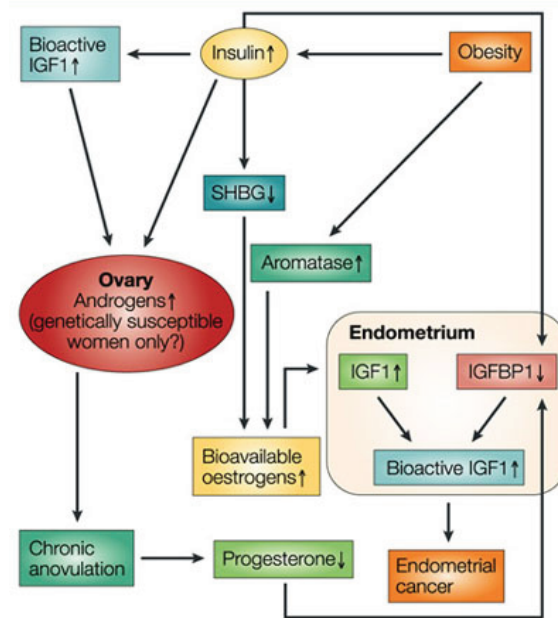 Bioactive
IGF1↑
Insulin↑
Obesity
SHBG↓
Aromatase↑
Ovary
Androgens↑
(genetically susceptible
women only?)
Endometrium
IGF1↑
IGFBP1↓
Bioavailable
oestrogens↑
Bioactive IGF1↑
Chronic
anovulation
Progesterone↓
Endometrial
cancer